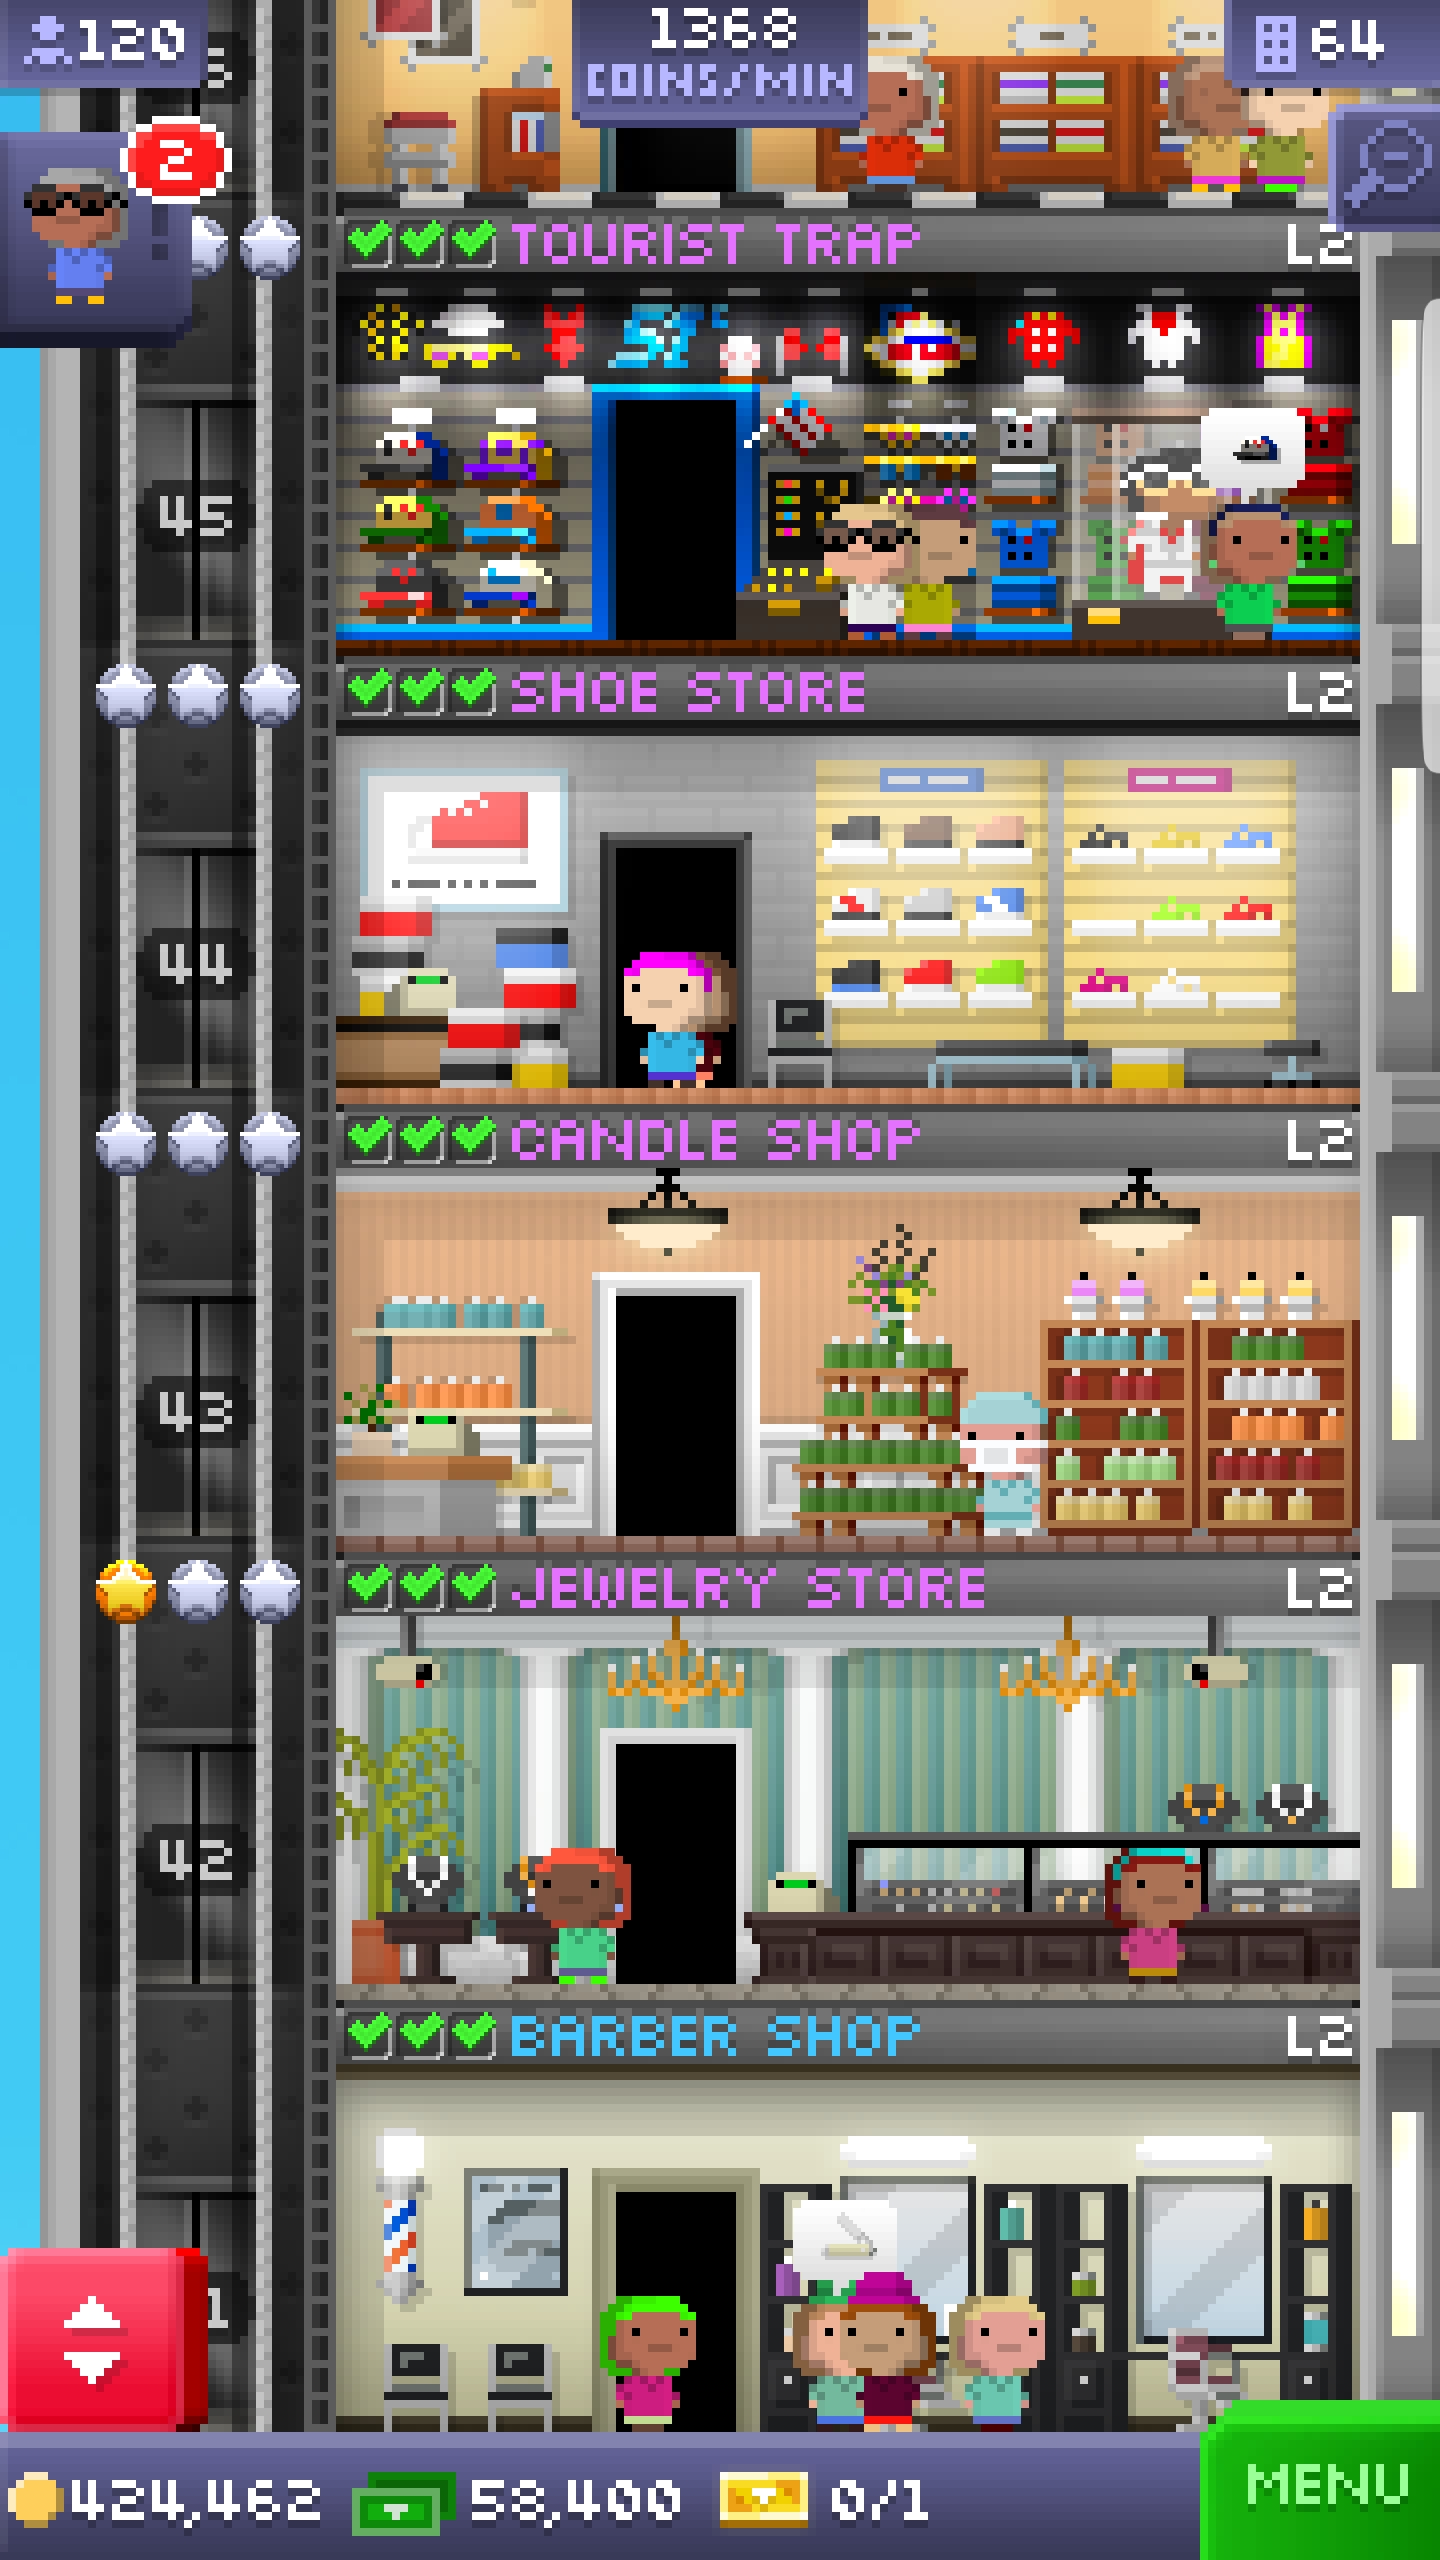 120
1368
COINS/MIN
64
2
TOURIST TRAP
L2
45
SHOE STORE
L2
44
CANDLE SHOP
L2
43
JEWELRY STORE
L2
42
BARBER SHOP
L2
424,462
58,400
0/1
MENU